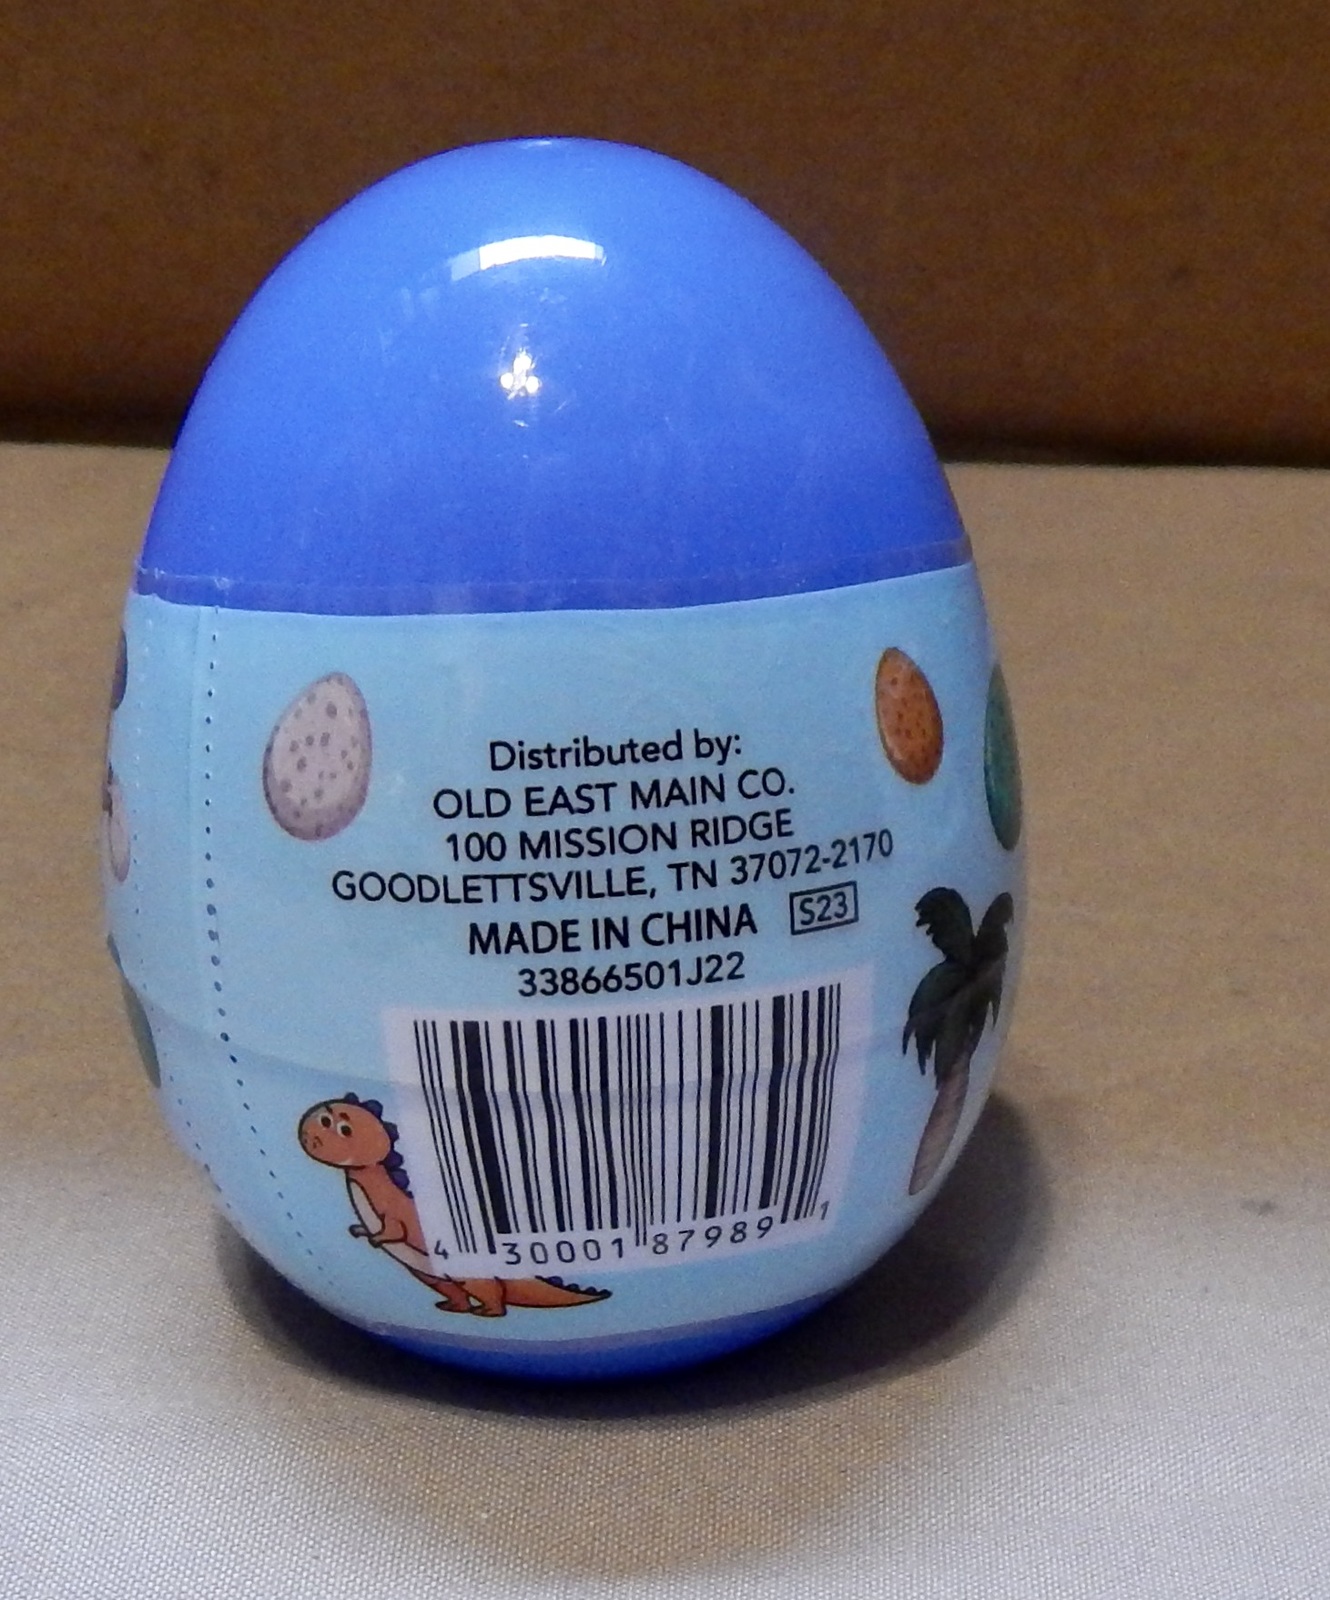 Distributed by:
OLD EAST MAIN CO.
100 MISSION RIDGE
GOODLETTSVILLE, TN 37072-2170
MADE IN CHINA S23
33866501J22
4 30001 87989 1